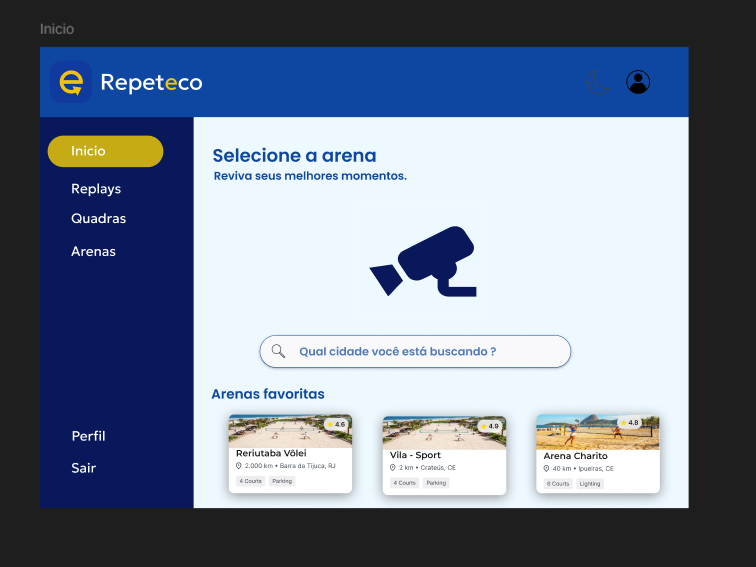 Inicio
Repeteco
Inicio
Replays
Quadras
Arenas
Perfil
Sair
Selecione a arena
Reviva seus melhores momentos.
Qual cidade você está buscando ?
Arenas favoritas
4.6
Reriutaba Vôlei
2.000 km • Barra da Tijuca, RJ
4 Courts Parking
4.9
Vila - Sport
2 km • Crateús, CE
4 Courts Parking
4.8
Arena Charito
40 km • Ipueiras, CE
8 Courts Lighting